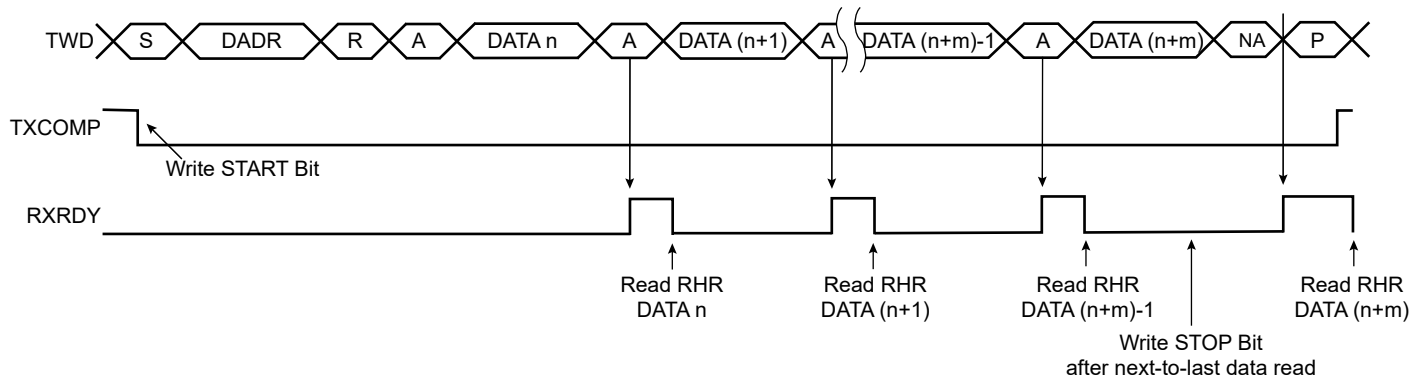 TWD S DADR R A DATA n A DATA (n+1) A DATA (n+m)-1 A DATA (n+m) NA P
TXCOMP
Write START Bit
RXRDY
Read RHR Read RHR Read RHR Read RHR
DATA n DATA (n+1) DATA (n+m)-1 DATA (n+m)
Write STOP Bit
after next-to-last data read